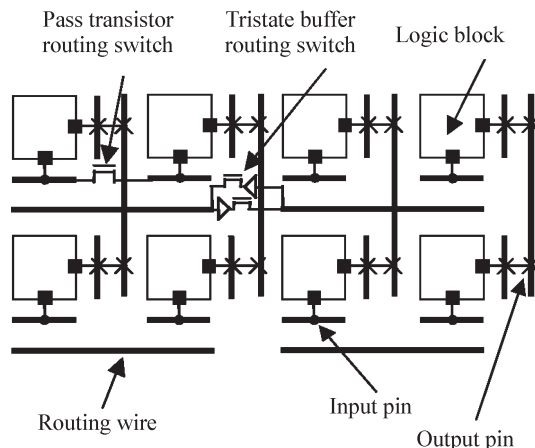 Pass transistor
routing switch
Tristate buffer
routing switch
Logic block
Routing wire
Input pin
Output pin